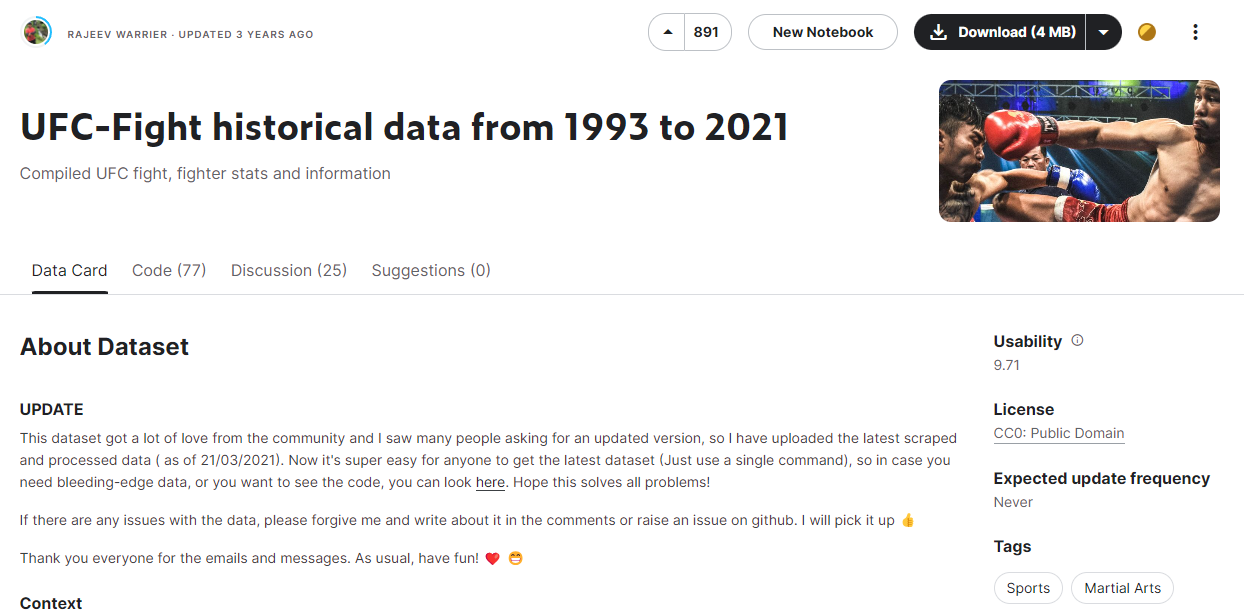 RAJEEV WARRIER · UPDATED 3 YEARS AGO
891
New Notebook
Download (4 MB)
UFC-Fight historical data from 1993 to 2021
Compiled UFC fight, fighter stats and information
Data Card
Code (77)
Discussion (25)
Suggestions (0)
About Dataset
UPDATE
This dataset got a lot of love from the community and I saw many people asking for an updated version, so I have uploaded the latest scraped
and processed data ( as of 21/03/2021). Now it's super easy for anyone to get the latest dataset (Just use a single command), so in case you
need bleeding-edge data, or you want to see the code, you can look here. Hope this solves all problems!
If there are any issues with the data, please forgive me and write about it in the comments or raise an issue on github. I will pick it up 👍
Thank you everyone for the emails and messages. As usual, have fun! ❤️ 😁
Context
Usability
9.71
License
CC0: Public Domain
Expected update frequency
Never
Tags
Sports
Martial Arts